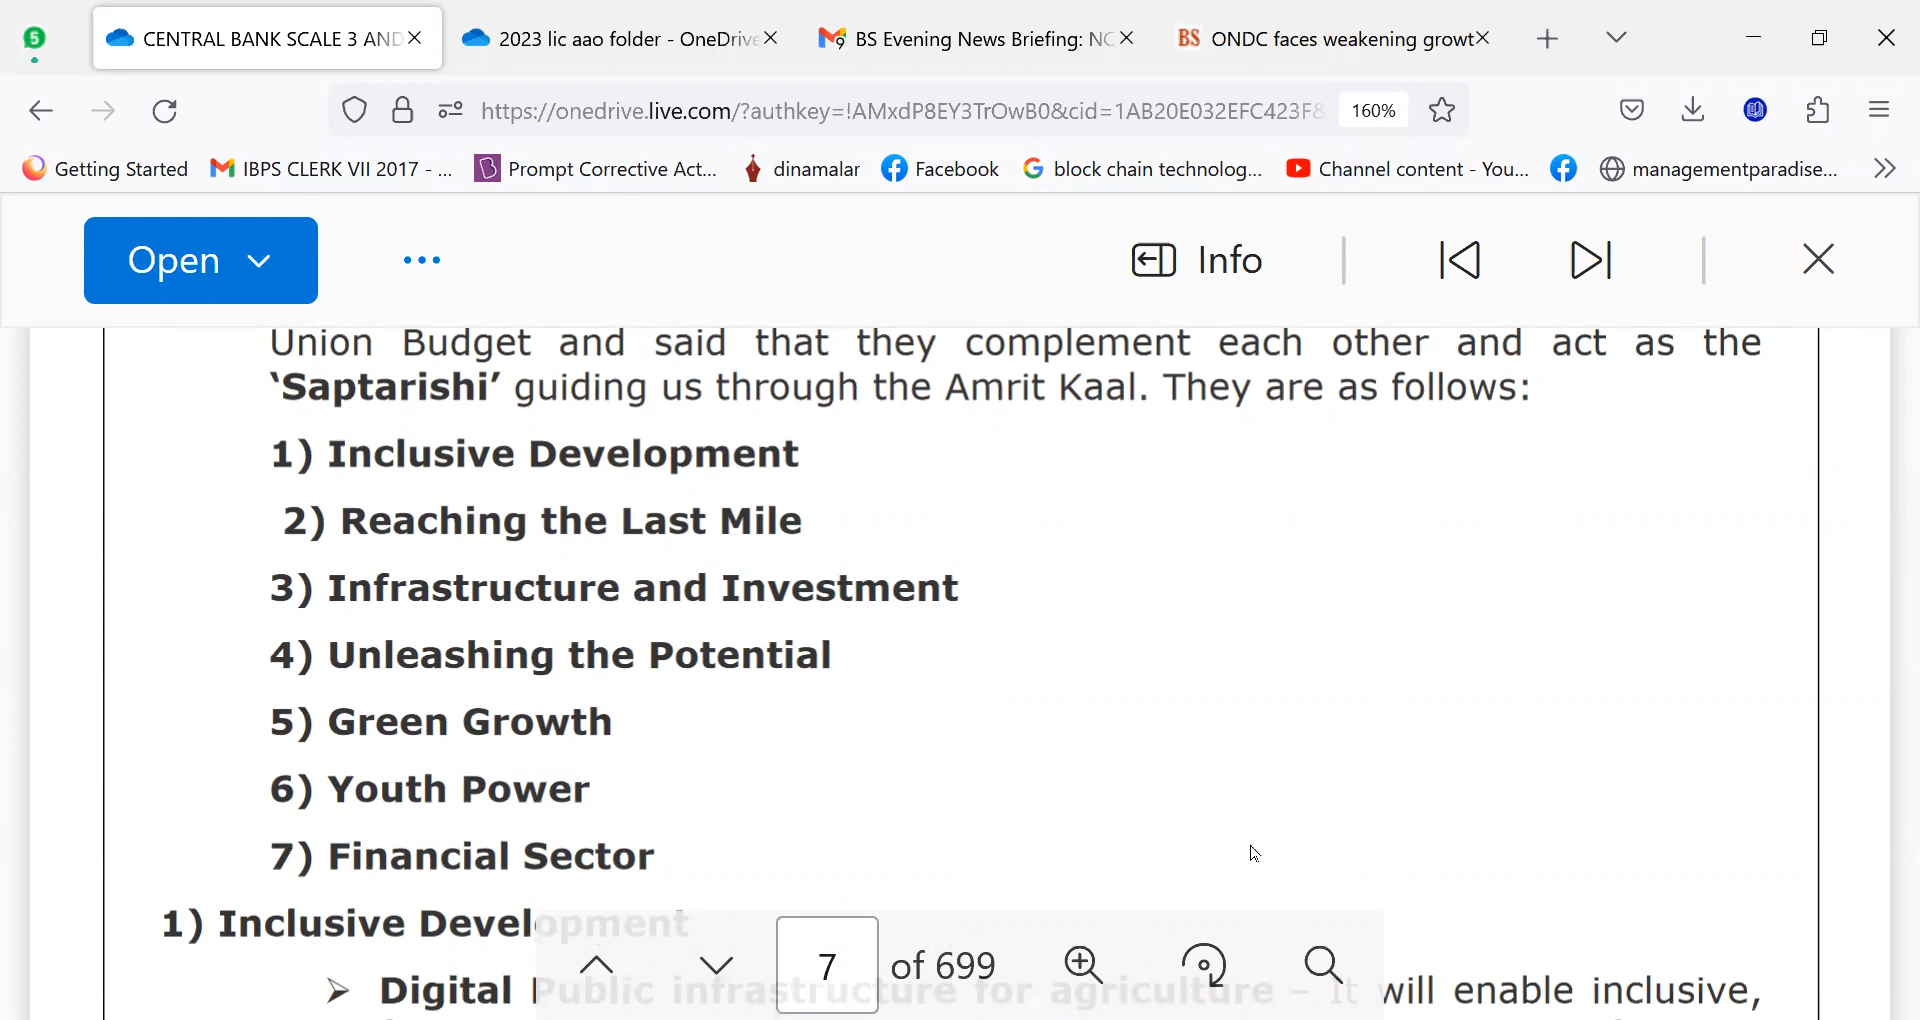 5
CENTRAL BANK SCALE 3 AND
2023 lic aao folder - OneDrive
9 BS Evening News Briefing: NC
BS ONDC faces weakening growt
https://onedrive.live.com/?authkey=!AMxdP8EY3TrOwB0&cid=1AB20E032EFC423F8
160%
Getting Started
IBPS CLERK VII 2017 - ...
Prompt Corrective Act...
dinamalar
Facebook
block chain technolog...
Channel content - You...
managementparadise...
Open
Info
Union Budget and said that they complement each other and act as the
‘Saptarishi’ guiding us through the Amrit Kaal. They are as follows:
1) Inclusive Development
2) Reaching the Last Mile
3) Infrastructure and Investment
4) Unleashing the Potential
5) Green Growth
6) Youth Power
7) Financial Sector
1) Inclusive Development
7 of 699
➢ Digital Public infrastructure for agriculture – It will enable inclusive,